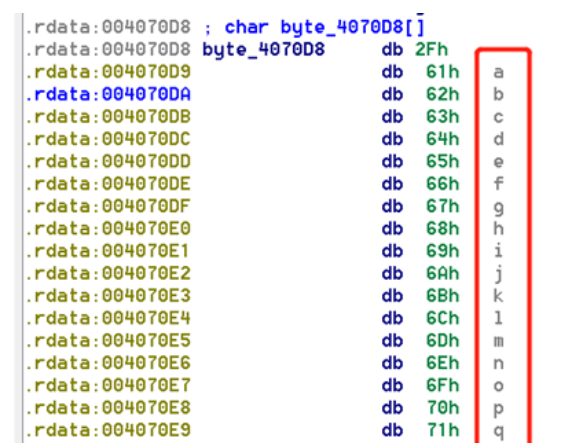 .rdata:004070D8 ; char byte_4070D8[]
.rdata:004070D8 byte_4070D8 db 2Fh
.rdata:004070D9 db 61h a
.rdata:004070DA db 62h b
.rdata:004070DB db 63h c
.rdata:004070DC db 64h d
.rdata:004070DD db 65h e
.rdata:004070DE db 66h f
.rdata:004070DF db 67h g
.rdata:004070E0 db 68h h
.rdata:004070E1 db 69h i
.rdata:004070E2 db 6Ah j
.rdata:004070E3 db 6Bh k
.rdata:004070E4 db 6Ch l
.rdata:004070E5 db 6Dh m
.rdata:004070E6 db 6Eh n
.rdata:004070E7 db 6Fh o
.rdata:004070E8 db 70h p
.rdata:004070E9 db 71h q